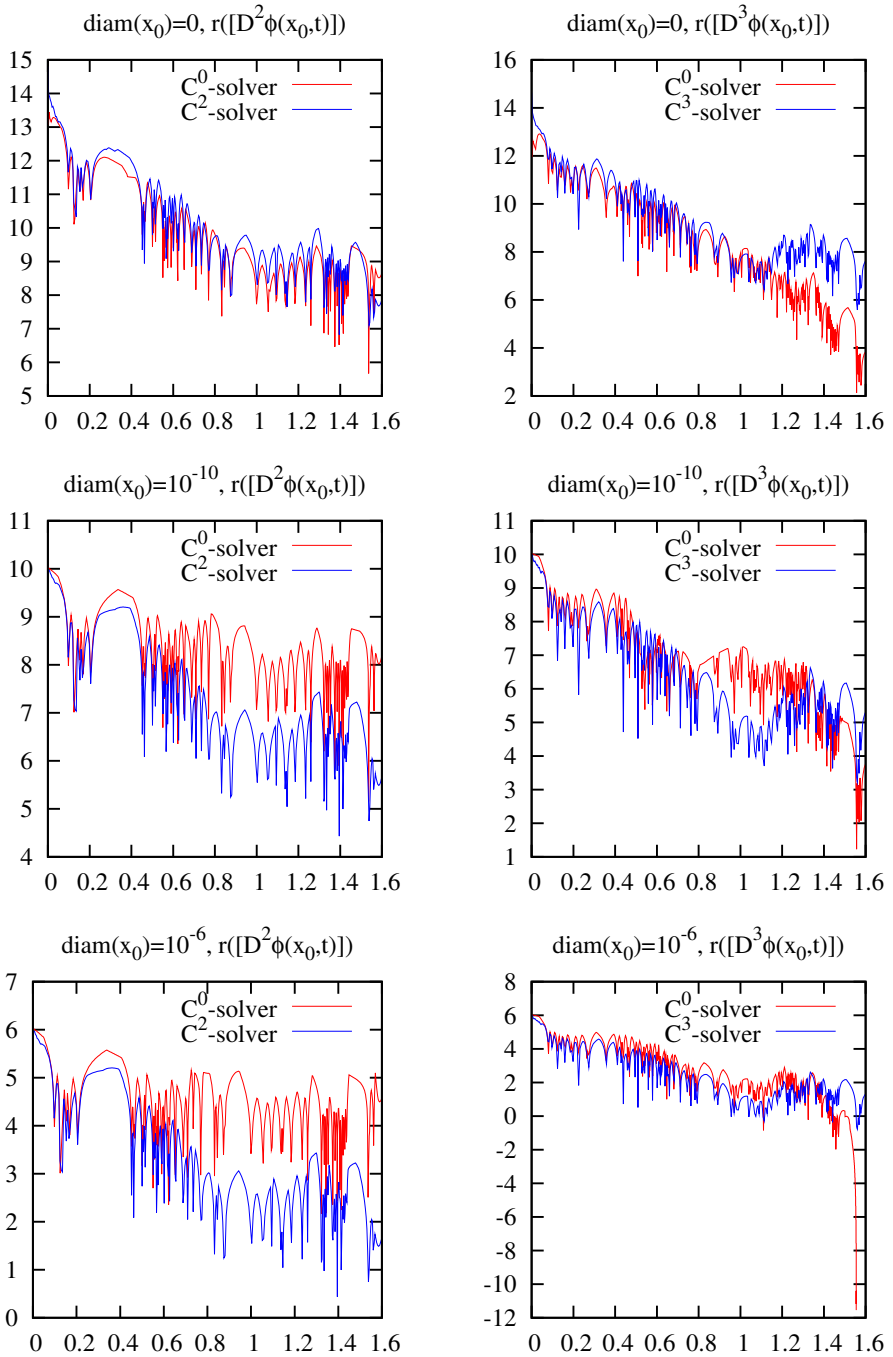 diam(x₀)=0, r([D²ϕ(x₀,t)])
15
14
13
12
11
10
9
8
7
6
5
C⁰-solver
C²-solver
0 0.2 0.4 0.6 0.8 1 1.2 1.4 1.6
diam(x₀)=0, r([D³ϕ(x₀,t)])
16
14
12
10
8
6
4
2
C⁰-solver
C³-solver
0 0.2 0.4 0.6 0.8 1 1.2 1.4 1.6
diam(x₀)=10⁻¹⁰, r([D²ϕ(x₀,t)])
11
10
9
8
7
6
5
4
C⁰-solver
C²-solver
0 0.2 0.4 0.6 0.8 1 1.2 1.4 1.6
diam(x₀)=10⁻¹⁰, r([D³ϕ(x₀,t)])
11
10
9
8
7
6
5
4
3
2
1
C⁰-solver
C³-solver
0 0.2 0.4 0.6 0.8 1 1.2 1.4 1.6
diam(x₀)=10⁻⁶, r([D²ϕ(x₀,t)])
7
6
5
4
3
2
1
0
C⁰-solver
C²-solver
0 0.2 0.4 0.6 0.8 1 1.2 1.4 1.6
diam(x₀)=10⁻⁶, r([D³ϕ(x₀,t)])
8
6
4
2
0
-2
-4
-6
-8
-10
-12
C⁰-solver
C³-solver
0 0.2 0.4 0.6 0.8 1 1.2 1.4 1.6